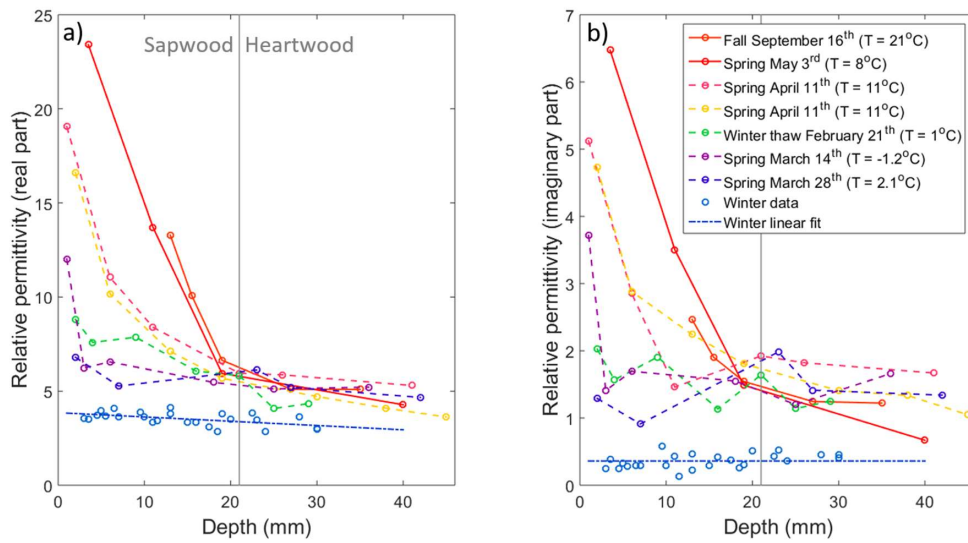 a)
Sapwood
Heartwood
Relative permittivity (real part)
25
20
15
10
5
0
0
10
20
30
40
Depth (mm)
b)
Relative permittivity (imaginary part)
7
6
5
4
3
2
1
0
0
10
20
30
40
Depth (mm)
Fall September 16th (T = 21°C)
Spring May 3rd (T = 8°C)
Spring April 11th (T = 11°C)
Spring April 11th (T = 11°C)
Winter thaw February 21th (T = 1°C)
Spring March 14th (T = -1.2°C)
Spring March 28th (T = 2.1°C)
Winter data
Winter linear fit